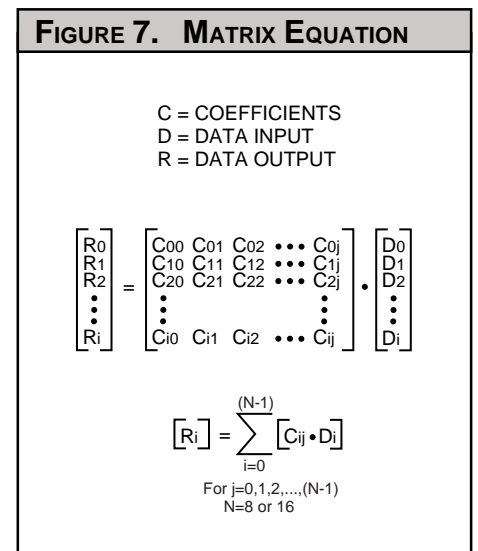 FIGURE 7. MATRIX EQUATION
C = COEFFICIENTS
D = DATA INPUT
R = DATA OUTPUT
R0 C00 C01 C02 ••• C0j D0
R1 C10 C11 C12 ••• C1j D1
R2 = C20 C21 C22 ••• C2j • D2
Ri Ci0 Ci1 Ci2 ••• Cij Di
(N-1)
[Ri] = ∑ [Cij • Di]
i=0
For j=0,1,2,...,(N-1)
N=8 or 16